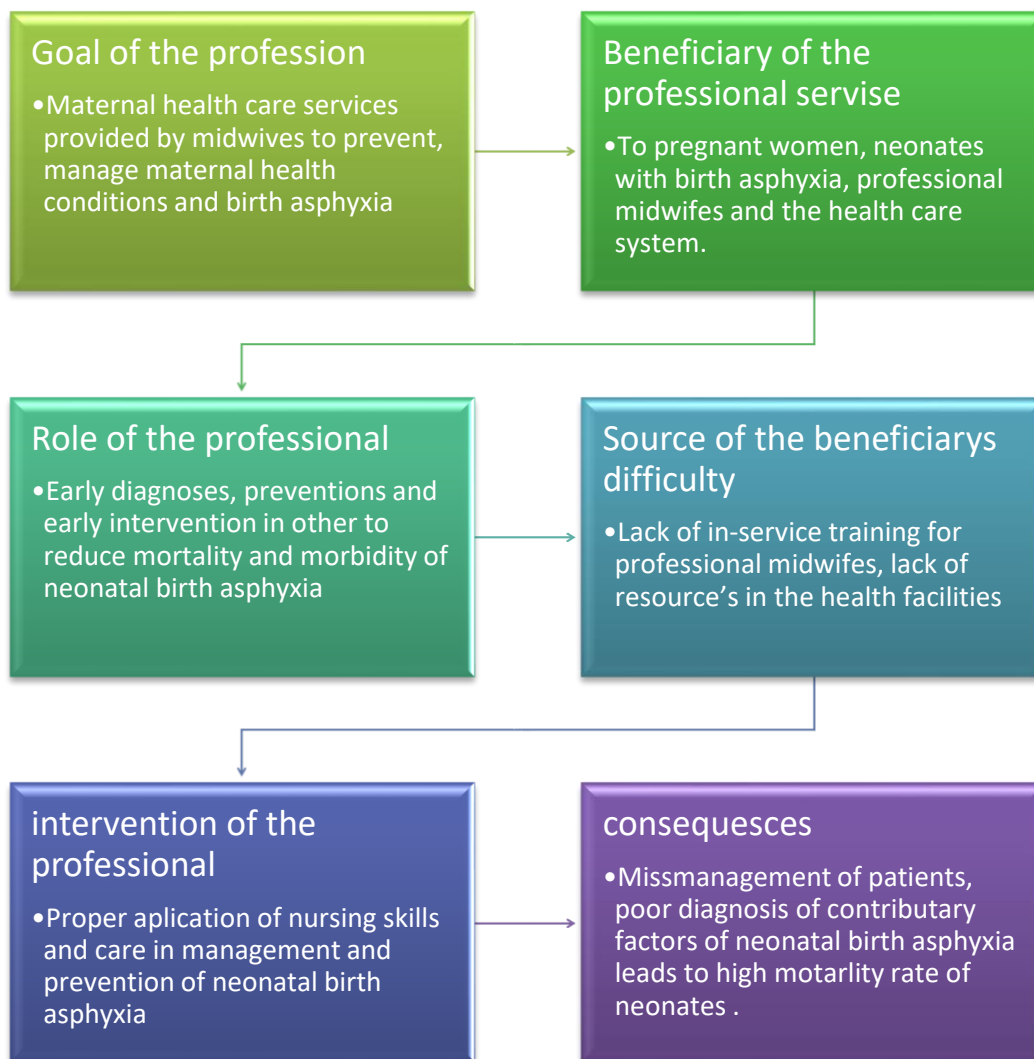 Goal of the profession
•Maternal health care services
provided by midwives to prevent,
manage maternal health
conditions and birth asphyxia
Beneficiary of the
professional servise
•To pregnant women, neonates
with birth asphyxia, professional
midwifes and the health care
system.
Role of the professional
•Early diagnoses, preventions and
early intervention in other to
reduce mortality and morbidity of
neonatal birth asphyxia
Source of the beneficiarys
difficulty
•Lack of in-service training for
professional midwifes, lack of
resource’s in the health facilities
intervention of the
professional
•Proper aplication of nursing skills
and care in management and
prevention of neonatal birth
asphyxia
consequesces
•Missmanagement of patients,
poor diagnosis of contributary
factors of neonatal birth asphyxia
leads to high motarlity rate of
neonates .